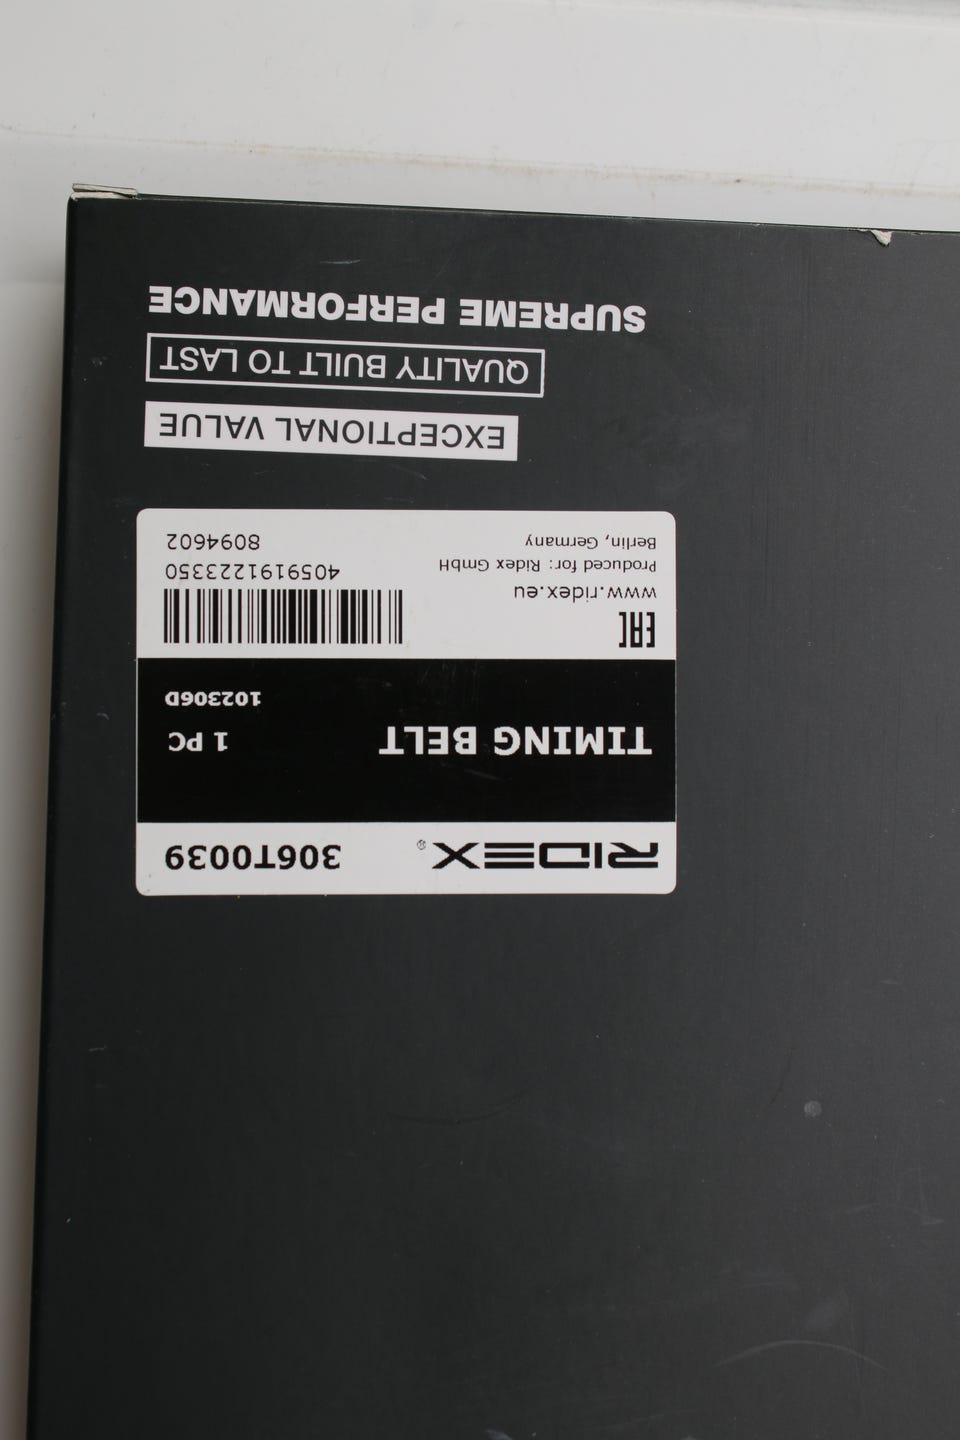 RIDEX® 306T0039
TIMING BELT 1 PC
102306D
EAC
www.ridex.eu
Produced for: Ridex GmbH
Berlin, Germany
4059191223350
8094602
EXCEPTIONAL VALUE
QUALITY BUILT TO LAST
SUPREME PERFORMANCE